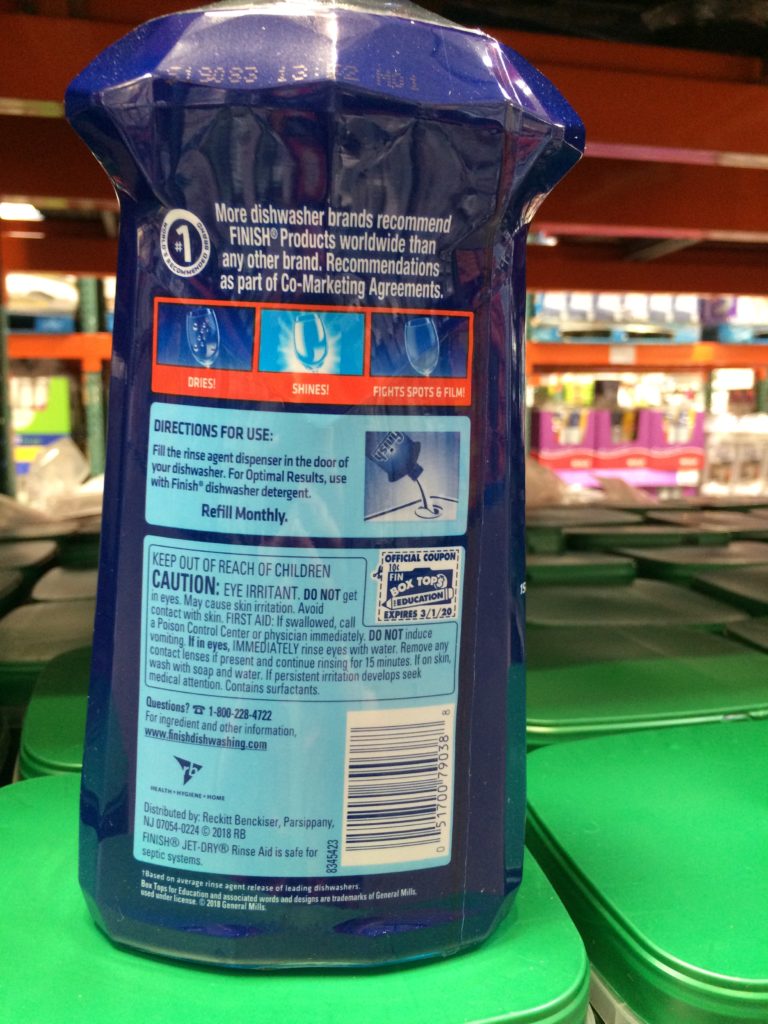 More dishwasher brands recommend
FINISH® Products worldwide than
any other brand. Recommendations
as part of Co-Marketing Agreements.
#1
WORLD'S RECOMMENDED BRAND
DRIES!
SHINES!
FIGHTS SPOTS & FILM!
DIRECTIONS FOR USE:
Fill the rinse agent dispenser in the door of
your dishwasher. For Optimal Results, use
with Finish® dishwasher detergent.
Refill Monthly.
Finish
KEEP OUT OF REACH OF CHILDREN
CAUTION: EYE IRRITANT. DO NOT get
in eyes. May cause skin irritation. Avoid
contact with skin. FIRST AID: If swallowed, call
a Poison Control Center or physician immediately. DO NOT induce
vomiting. If in eyes, IMMEDIATELY rinse eyes with water. Remove any
contact lenses if present and continue rinsing for 15 minutes. If on skin,
wash with soap and water. If persistent irritation develops seek
medical attention. Contains surfactants.
OFFICIAL COUPON
10¢
FIN
BOX TOPS
EDUCATION
EXPIRES 3/1/20
Questions? ☎ 1-800-228-4722
For ingredient and other information,
www.finishdishwashing.com
rb
HEALTH • HYGIENE • HOME
Distributed by: Reckitt Benckiser, Parsippany,
NJ 07054-0224 © 2018 RB
FINISH® JET-DRY® Rinse Aid is safe for
septic systems.
8345423
0 51700 79038 8
†Based on average rinse agent release of leading dishwashers.
Box Tops for Education and associated words and designs are trademarks of General Mills,
used under license. © 2018 General Mills.